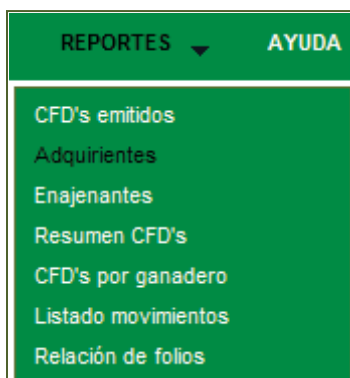 REPORTES AYUDA
CFD's emitidos
Adquirientes
Enajenantes
Resumen CFD's
CFD's por ganadero
Listado movimientos
Relación de folios